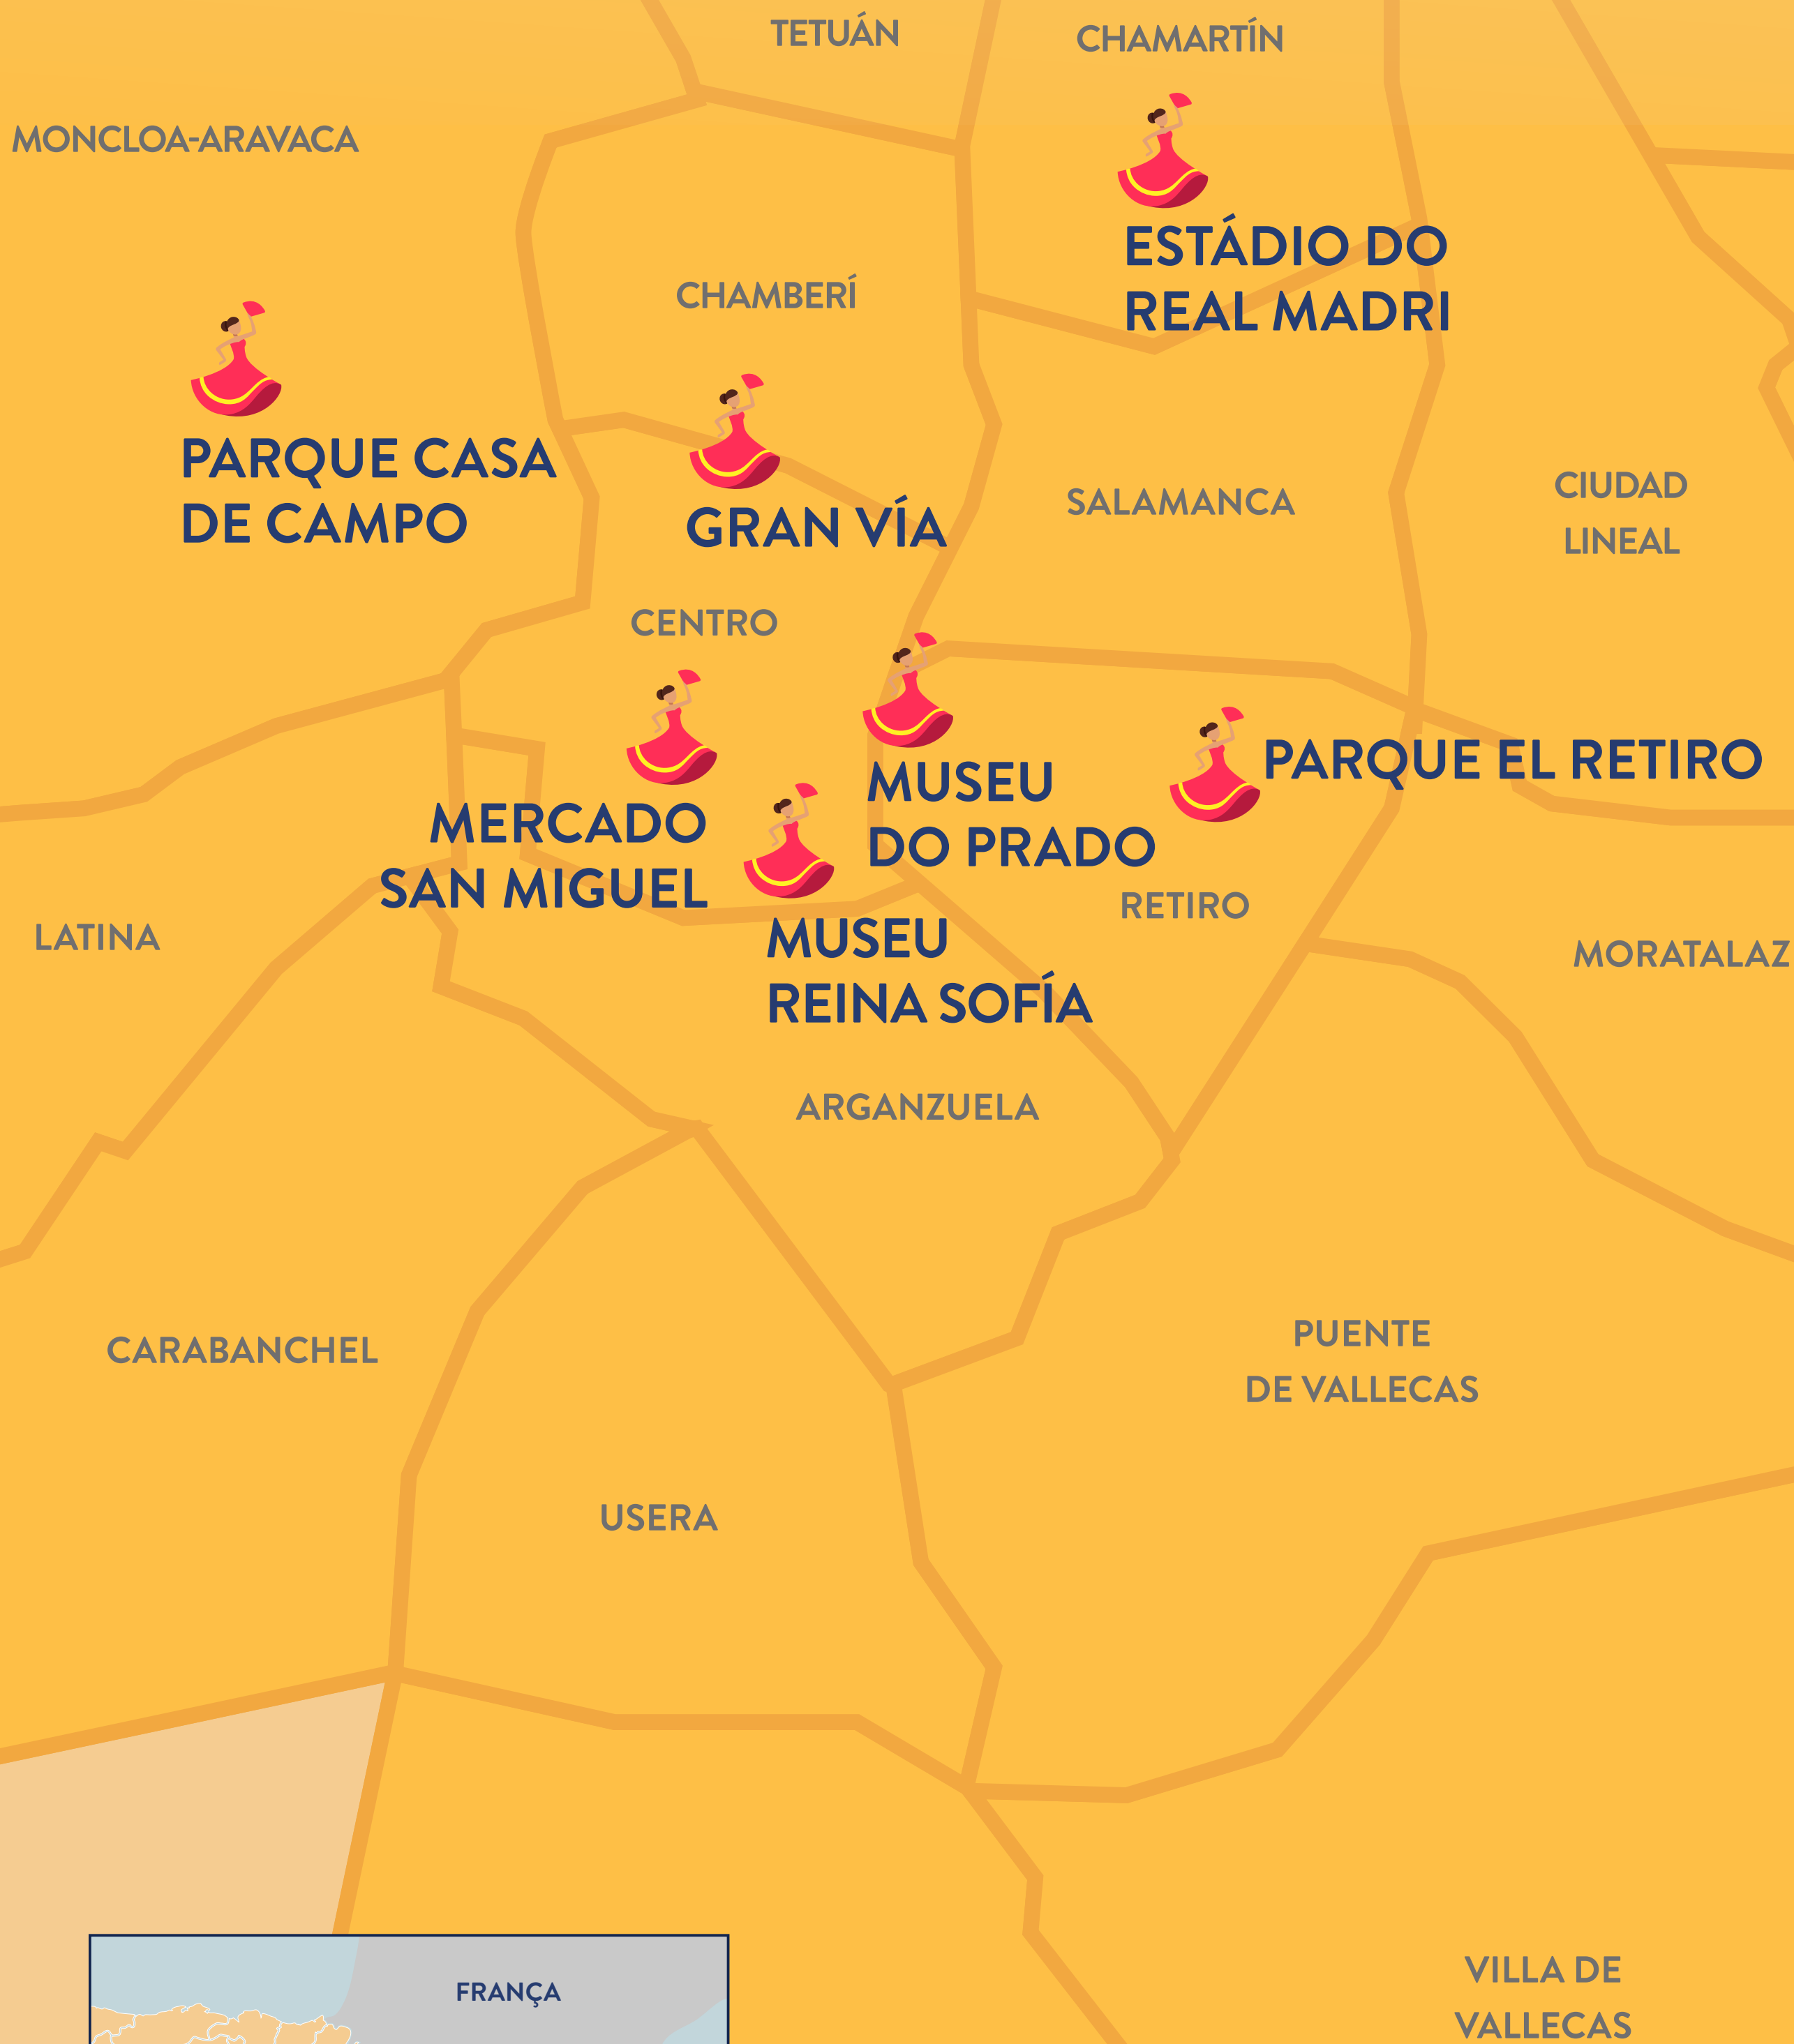 TETUÁN
CHAMARTÍN
MONCLOA-ARAVACA
ESTÁDIO DO
REAL MADRI
CHAMBERÍ
PARQUE CASA
DE CAMPO
GRAN VÍA
SALAMANCA
CIUDAD
LINEAL
CENTRO
PARQUE EL RETIRO
MUSEU
DO PRADO
MERCADO
SAN MIGUEL
RETIRO
LATINA
MUSEU
REINA SOFÍA
MORATALAZ
ARGANZUELA
CARABANCHEL
PUENTE
DE VALLECAS
USERA
VILLA DE
VALLECAS
FRANÇA